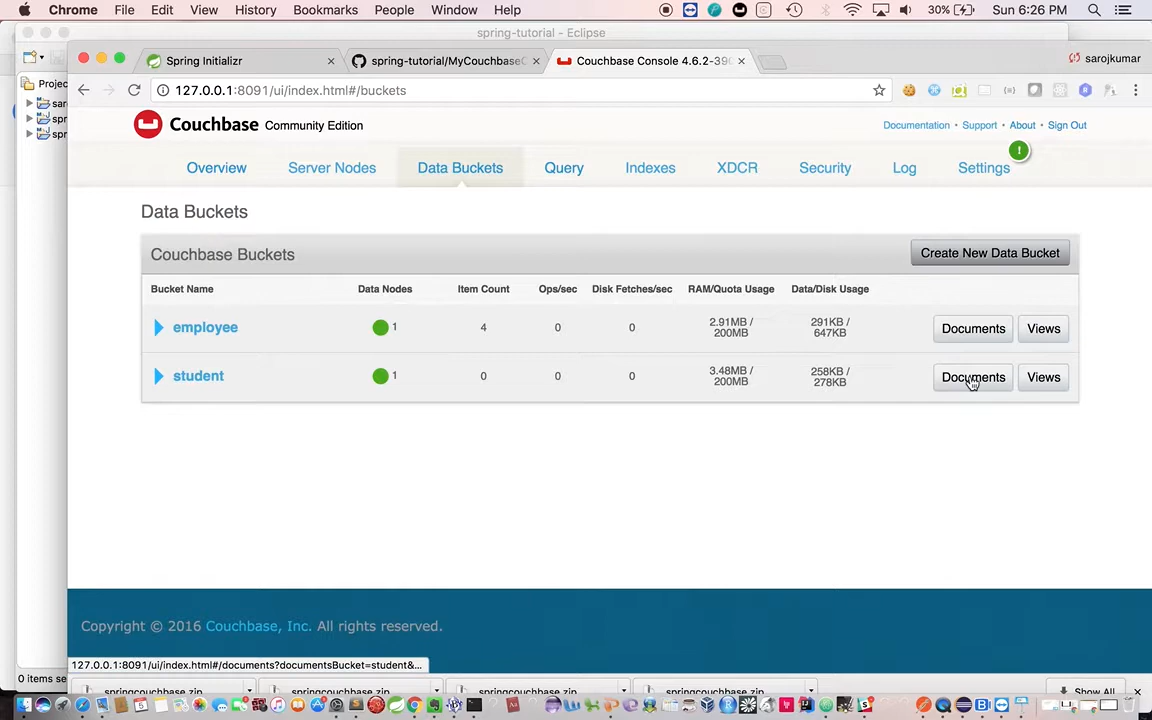 Chrome File Edit View History Bookmarks People Window Help 30% Sun 6:26 PM
spring-tutorial - Eclipse
Spring Initializr × spring-tutorial/MyCouchbase × Couchbase Console 4.6.2-390 × sarojkumar
Projec
127.0.0.1:8091/ui/index.html#/buckets
sar
spr
spr
Couchbase Community Edition
Documentation • Support • About • Sign Out
Overview Server Nodes Data Buckets Query Indexes XDCR Security Log Settings !
Data Buckets
Couchbase Buckets Create New Data Bucket
Bucket Name Data Nodes Item Count Ops/sec Disk Fetches/sec RAM/Quota Usage Data/Disk Usage
employee 1 4 0 0 2.91MB / 200MB 291KB / 647KB Documents Views
student 1 0 0 0 3.48MB / 200MB 258KB / 278KB Documents Views
Copyright © 2016 Couchbase, Inc. All rights reserved.
127.0.0.1:8091/ui/index.html#/documents?documentsBucket=student&...
0 items se
springcouchbase.zip springcouchbase.zip springcouchbase.zip springcouchbase.zip Show All ×